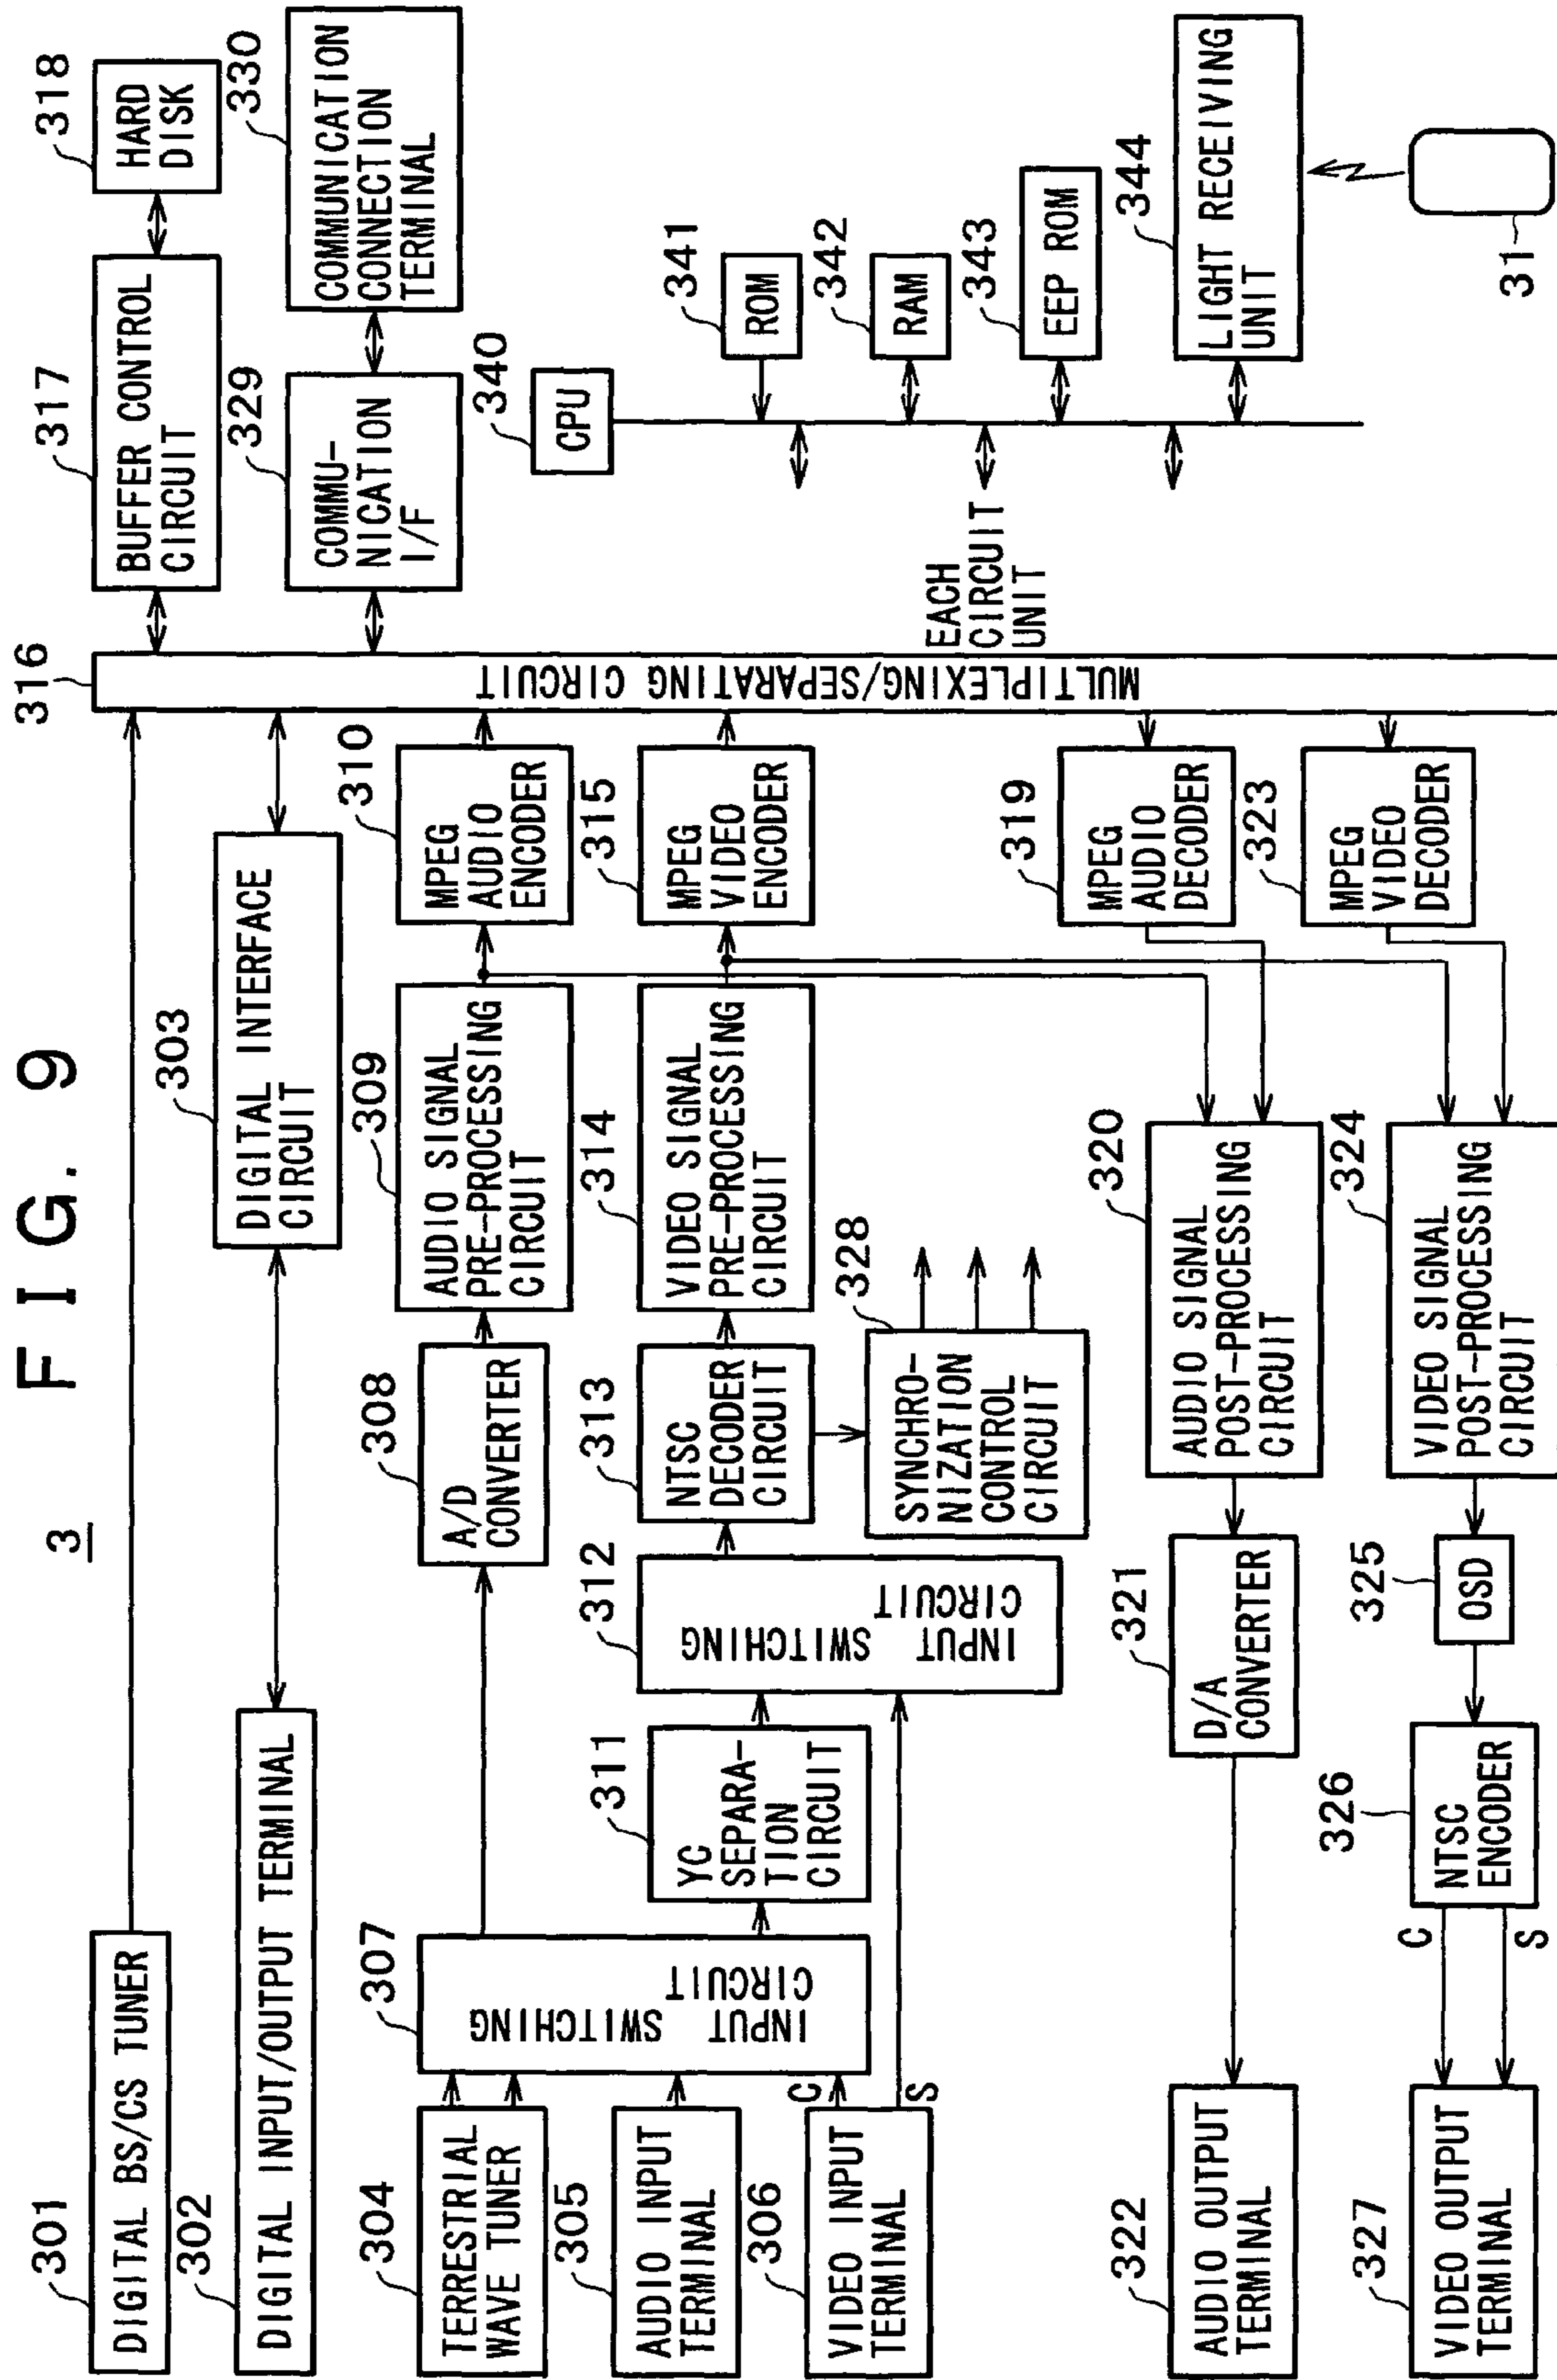 F I G. 9
3
301
DIGITAL BS/CS TUNER
302
DIGITAL INPUT/OUTPUT TERMINAL
303
DIGITAL INTERFACE
CIRCUIT
304
TERRESTRIAL
WAVE TUNER
305
AUDIO INPUT
TERMINAL
306
VIDEO INPUT
TERMINAL
C
S
307
INPUT SWITCHING
CIRCUIT
308
A/D
CONVERTER
309
AUDIO SIGNAL
PRE-PROCESSING
CIRCUIT
310
MPEG
AUDIO
ENCODER
311
YC
SEPARA-
TION
CIRCUIT
312
INPUT SWITCHING
CIRCUIT
313
NTSC
DECODER
CIRCUIT
314
VIDEO SIGNAL
PRE-PROCESSING
CIRCUIT
315
MPEG
VIDEO
ENCODER
316
MULTIPLEXING/SEPARATING CIRCUIT
317
BUFFER CONTROL
CIRCUIT
318
HARD
DISK
329
COMMU-
NICATION
I/F
330
COMMUNICATION
CONNECTION
TERMINAL
328
SYNCHRO-
NIZATION
CONTROL
CIRCUIT
319
MPEG
AUDIO
DECODER
320
AUDIO SIGNAL
POST-PROCESSING
CIRCUIT
321
D/A
CONVERTER
322
AUDIO OUTPUT
TERMINAL
323
MPEG
VIDEO
DECODER
324
VIDEO SIGNAL
POST-PROCESSING
CIRCUIT
325
OSD
326
NTSC
ENCODER
C
S
327
VIDEO OUTPUT
TERMINAL
340
CPU
341
ROM
342
RAM
343
EEP ROM
344
LIGHT RECEIVING
UNIT
EACH
CIRCUIT
UNIT
31